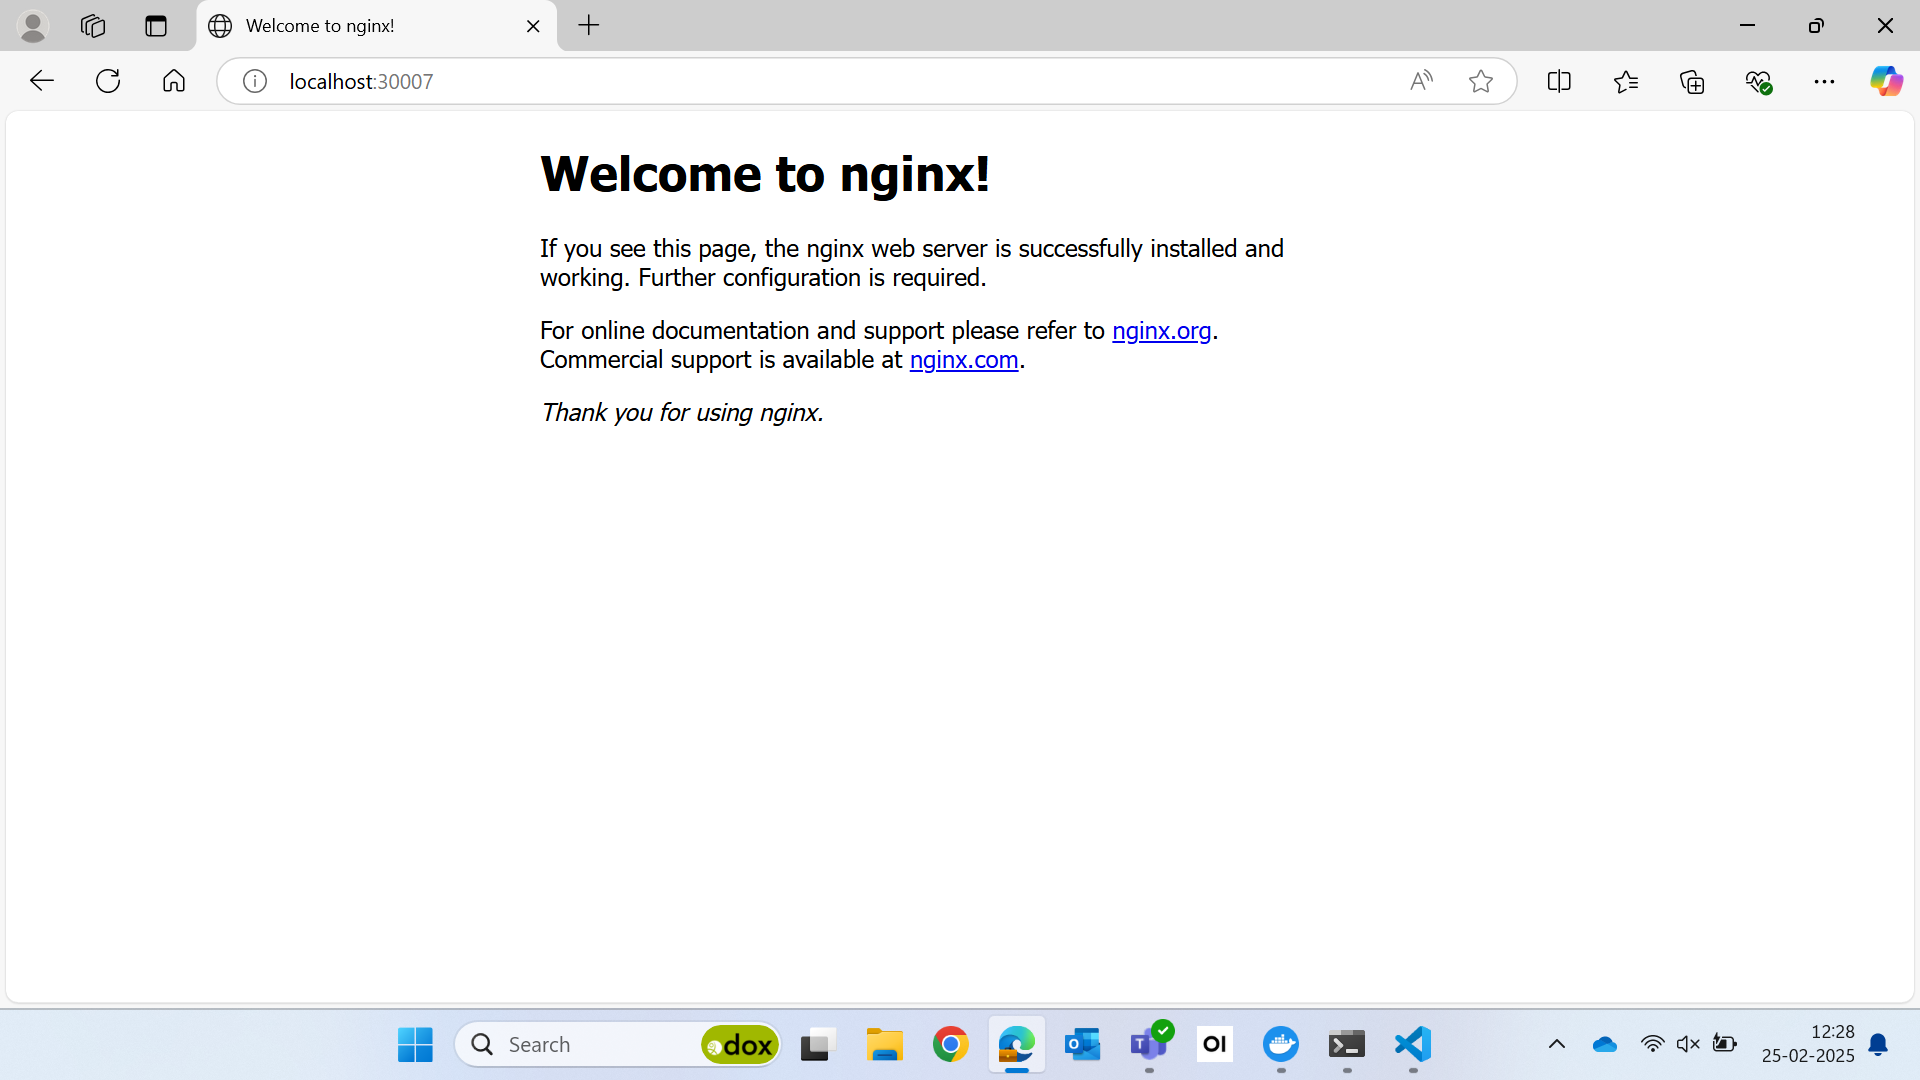 Welcome to nginx!
localhost:30007
Welcome to nginx!
If you see this page, the nginx web server is successfully installed and
working. Further configuration is required.
For online documentation and support please refer to nginx.org.
Commercial support is available at nginx.com.
Thank you for using nginx.
Search
dox
OI
12:28
25-02-2025